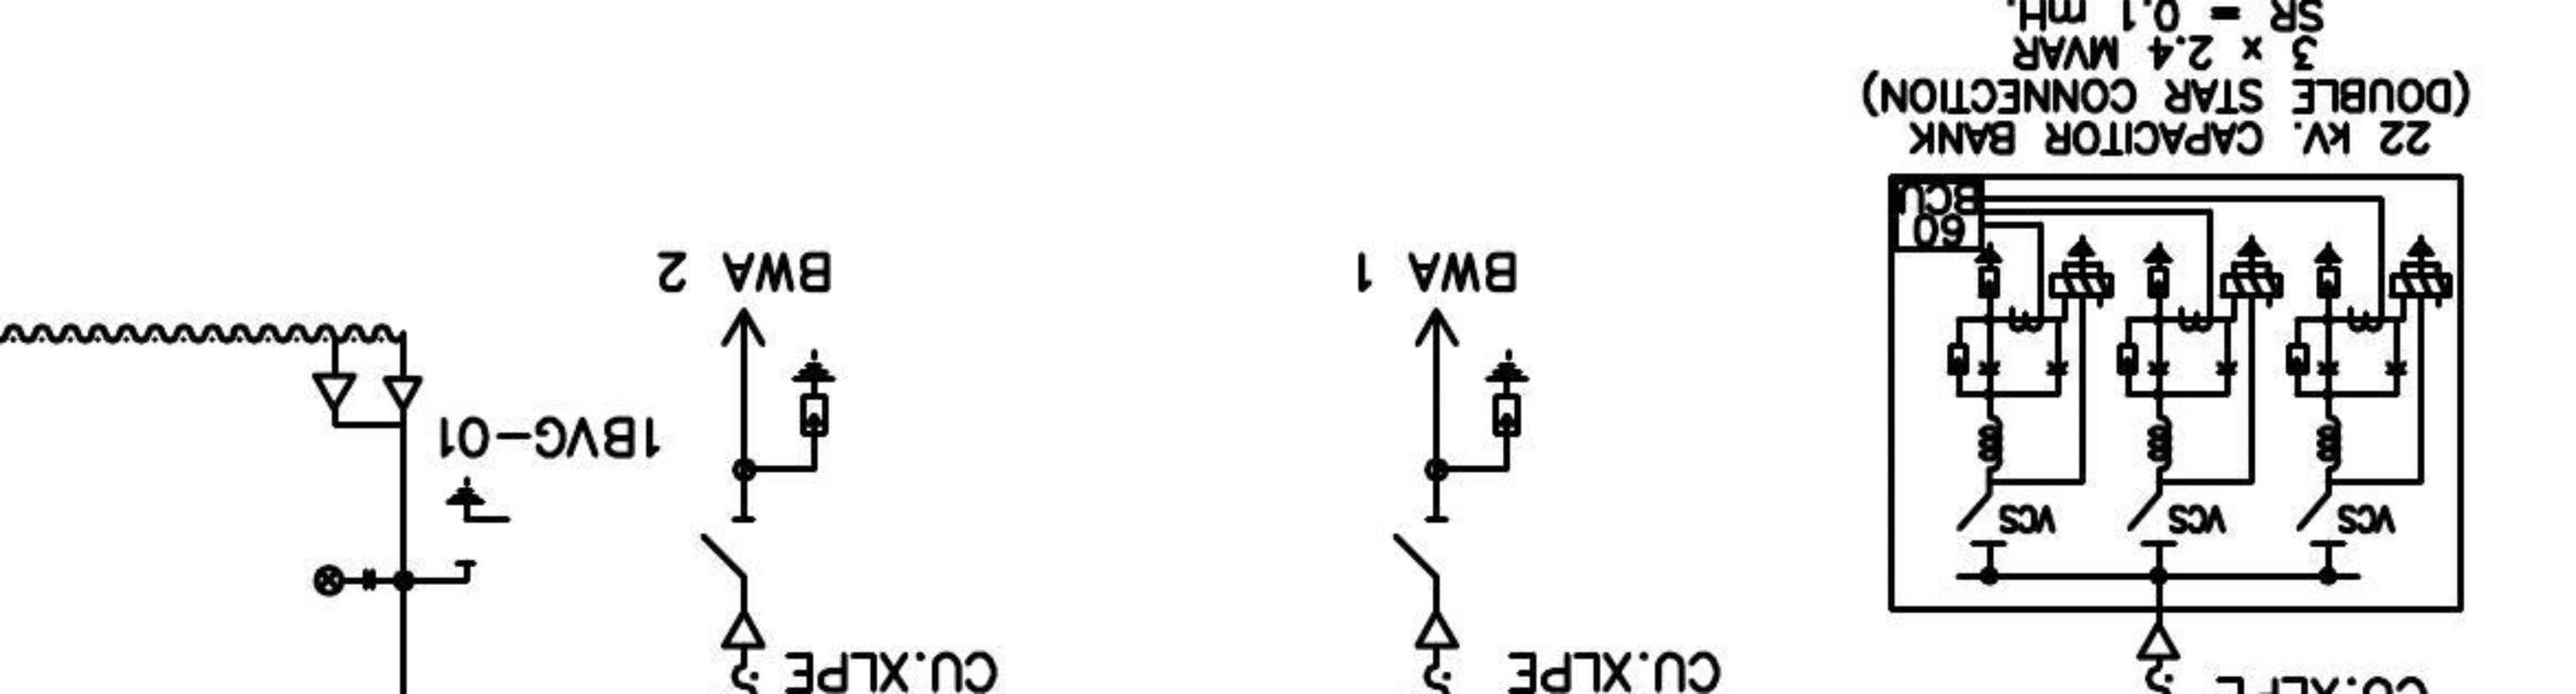 CU.XLPE
CU.XLPE
CU.XLPE
VCS VCS VCS
60
BCU
22 kV. CAPACITOR BANK
(DOUBLE STAR CONNECTION)
3 x 2.4 MVAR
SR = 0.1 mH.
BWA 1
BWA 2
1BVG-01